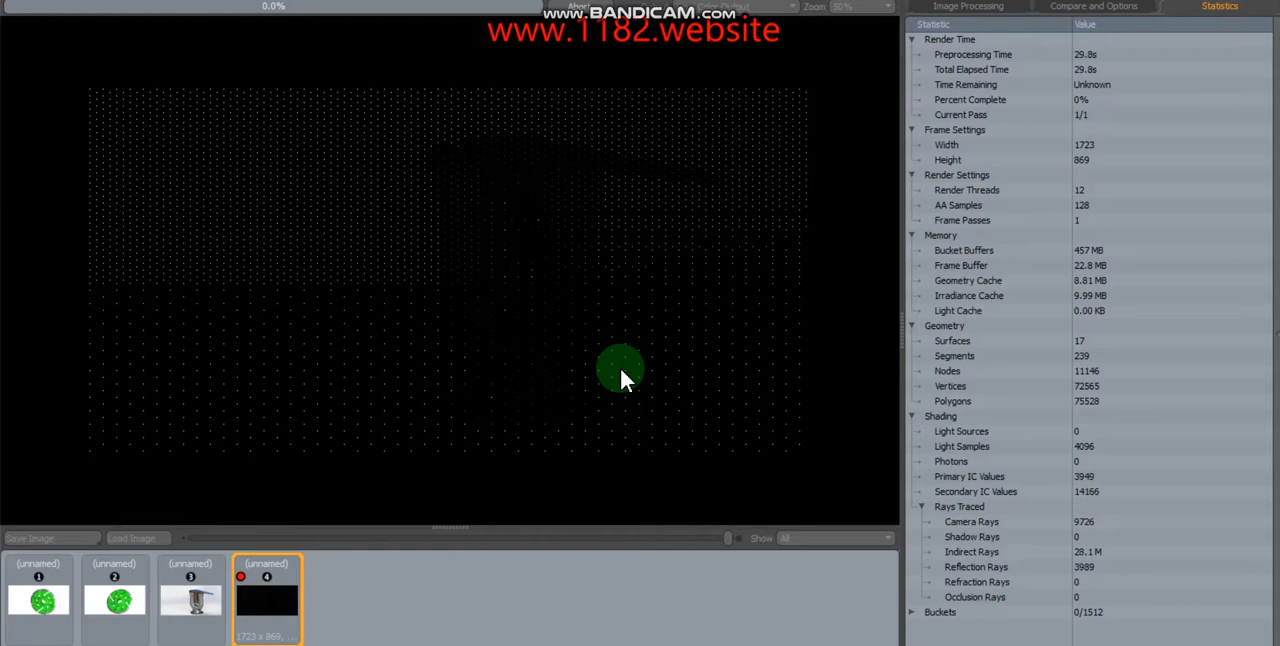 0.0%
Abort
Color Output
Zoom 50%
Image Processing
Compare and Options
Statistics
www.BANDICAM.com
www.1182.website
Statistic Value
Render Time
Preprocessing Time 29.8s
Total Elapsed Time 29.8s
Time Remaining Unknown
Percent Complete 0%
Current Pass 1/1
Frame Settings
Width 1723
Height 869
Render Settings
Render Threads 12
AA Samples 128
Frame Passes 1
Memory
Bucket Buffers 457 MB
Frame Buffer 22.8 MB
Geometry Cache 8.81 MB
Irradiance Cache 9.99 MB
Light Cache 0.00 KB
Geometry
Surfaces 17
Segments 239
Nodes 11146
Vertices 72565
Polygons 75528
Shading
Light Sources 0
Light Samples 4096
Photons 0
Primary IC Values 3949
Secondary IC Values 14166
Rays Traced
Camera Rays 9726
Shadow Rays 0
Indirect Rays 28.1 M
Reflection Rays 3989
Refraction Rays 0
Occlusion Rays 0
Buckets 0/1512
Save Image Load Image Show All
(unnamed) (unnamed) (unnamed) (unnamed)
1 2 3 4
1723 x 869, ...